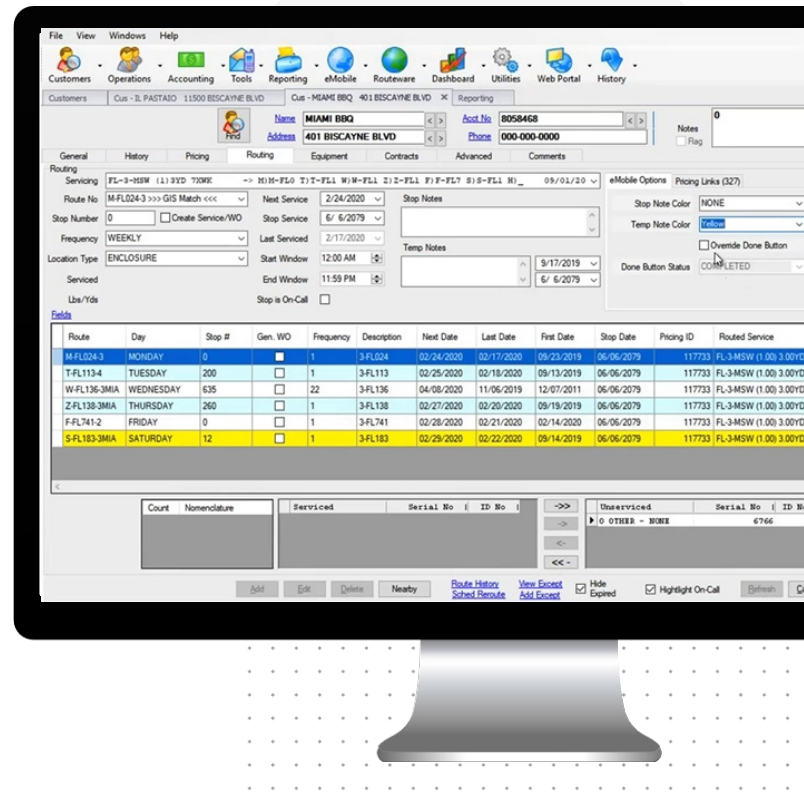 File View Windows Help
Customers Operations Accounting Tools Reporting eMobile Routeware Dashboard Utilities Web Portal History
Customers Cus - IL PASTAIO 11500 BISCAYNE BLVD Cus - MIAMI BBQ 401 BISCAYNE BLVD × Reporting
Find Name MIAMI BBQ < > Acct No 8058468 < > Notes 0
Address 401 BISCAYNE BLVD < > Phone 000-000-0000 Flag
General History Pricing Routing Equipment Contracts Advanced Comments
Routing
Servicing FL-3-MSW (1)3YD 7XWK -> M)M-FL0 T)T-FL1 W)W-FL1 Z)Z-FL1 F)F-FL7 S)S-FL1 H)_ 09/01/20 eMobile Options Pricing Links (327)
Route No M-FL024-3 >>> GIS Match <<< Next Service 2/24/2020 Stop Notes Stop Note Color NONE
Stop Number 0 Create Service/WO Stop Service 6/ 6/2079 Temp Note Color Yellow
Frequency WEEKLY Last Serviced 2/17/2020 Temp Notes Override Done Button
Location Type ENCLOSURE Start Window 12:00 AM 9/17/2019 Done Button Status COMPLETED
Serviced End Window 11:59 PM 6/ 6/2079
Lbs/Yds Stop is On-Call
Fields
Route Day Stop # Gen. WO Frequency Description Next Date Last Date First Date Stop Date Pricing ID Routed Service
M-FL024-3 MONDAY 0 1 3-FL024 02/24/2020 02/17/2020 09/23/2019 06/06/2079 117733 FL-3-MSW (1.00) 3.00YD
T-FL113-4 TUESDAY 200 1 3-FL113 02/25/2020 02/18/2020 09/13/2019 06/06/2079 117733 FL-3-MSW (1.00) 3.00YD
W-FL136-3MIA WEDNESDAY 635 22 3-FL136 04/08/2020 11/06/2019 12/07/2011 06/06/2079 117733 FL-3-MSW (1.00) 3.00YD
Z-FL138-3MIA THURSDAY 260 1 3-FL138 02/27/2020 02/20/2020 09/19/2019 06/06/2079 117733 FL-3-MSW (1.00) 3.00YD
F-FL741-2 FRIDAY 0 1 3-FL741 02/28/2020 02/21/2020 02/14/2020 06/06/2079 117733 FL-3-MSW (1.00) 3.00YD
S-FL183-3MIA SATURDAY 12 1 3-FL183 02/29/2020 02/22/2020 09/14/2019 06/06/2079 117733 FL-3-MSW (1.00) 3.00YD
Count Nomenclature Serviced Serial No | ID No | ->> Unserviced Serial No | ID
-> 0 OTHER - NONE 6766
<-
<< -
Add Edit Delete Nearby Route History View Except Hide Expired Highlight On-Call Refresh
Sched Reroute Add Except